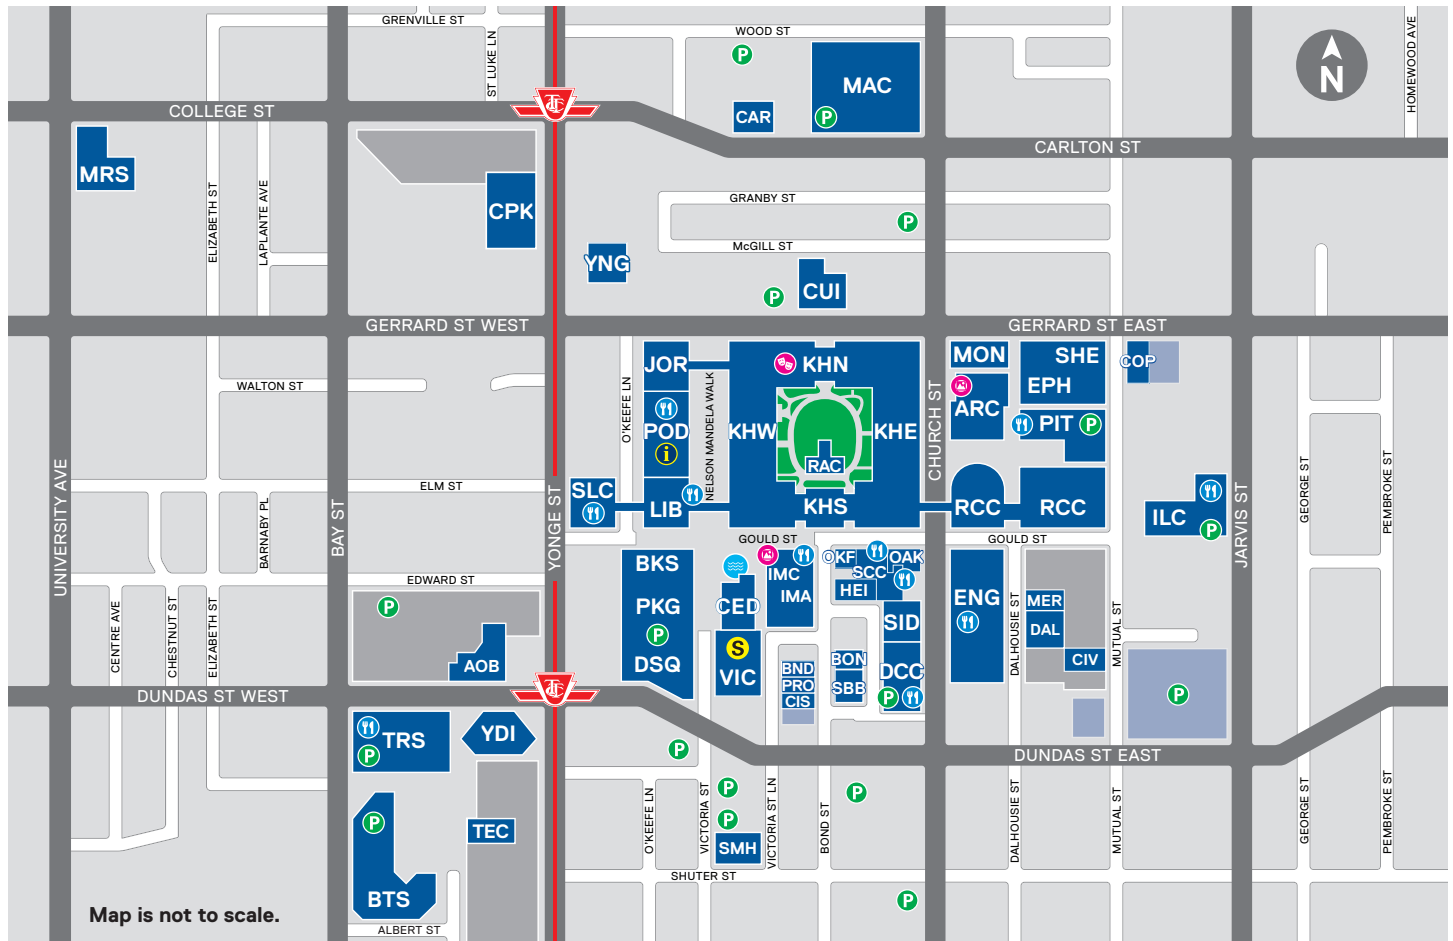 GRENVILLE ST
ST LUKE LN
WOOD ST
HOMEWOOD AVE
N
P
MAC
COLLEGE ST
TTC
CAR
P
CARLTON ST
MRS
ELIZABETH ST
LAPLANTE AVE
CPK
GRANBY ST
P
McGILL ST
YNG
CUI
P
GERRARD ST WEST
GERRARD ST EAST
WALTON ST
O'KEEFE LN
JOR
NELSON MANDELA WALK
KHN
CHURCH ST
MON
SHE
COP
EPH
ARC
POD
i
KHW
KHE
PIT
P
RAC
UNIVERSITY AVE
BAY ST
YONGE ST
ELM ST
BARNABY PL
SLC
LIB
KHS
RCC
RCC
ILC
P
JARVIS ST
GEORGE ST
PEMBROKE ST
GOULD ST
GOULD ST
EDWARD ST
CENTRE AVE
CHESTNUT ST
ELIZABETH ST
P
AOB
BKS
PKG
P
DSQ
CED
S
VIC
IMC
IMA
OKF
OAK
SCC
HEI
SID
ENG
DALHOUSIE ST
MER
DAL
CIV
MUTUAL ST
BND
PRO
CIS
BON
SBB
DCC
P
P
DUNDAS ST WEST
TTC
DUNDAS ST EAST
TRS
P
YDI
P
P
P
SMH
P
TEC
P
BTS
O'KEEFE LN
VICTORIA ST
VICTORIA ST LN
BOND ST
DALHOUSIE ST
MUTUAL ST
GEORGE ST
PEMBROKE ST
SHUTER ST
P
ALBERT ST
Map is not to scale.